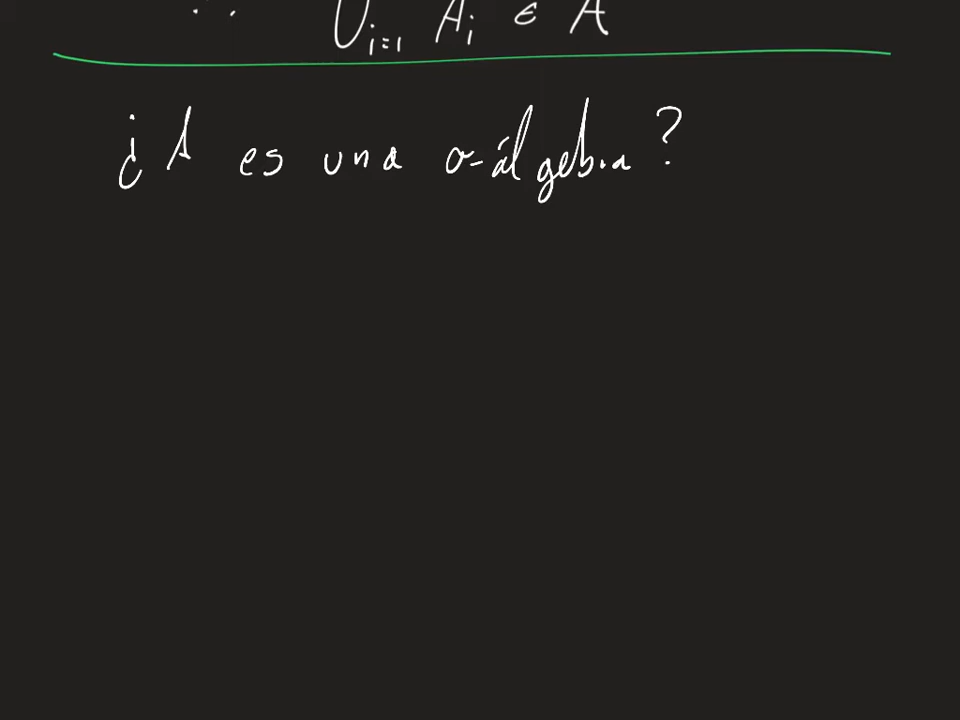 ∴ ⋃ᵢ₌₁ Aᵢ ∈ A
¿A es una σ-álgebra?